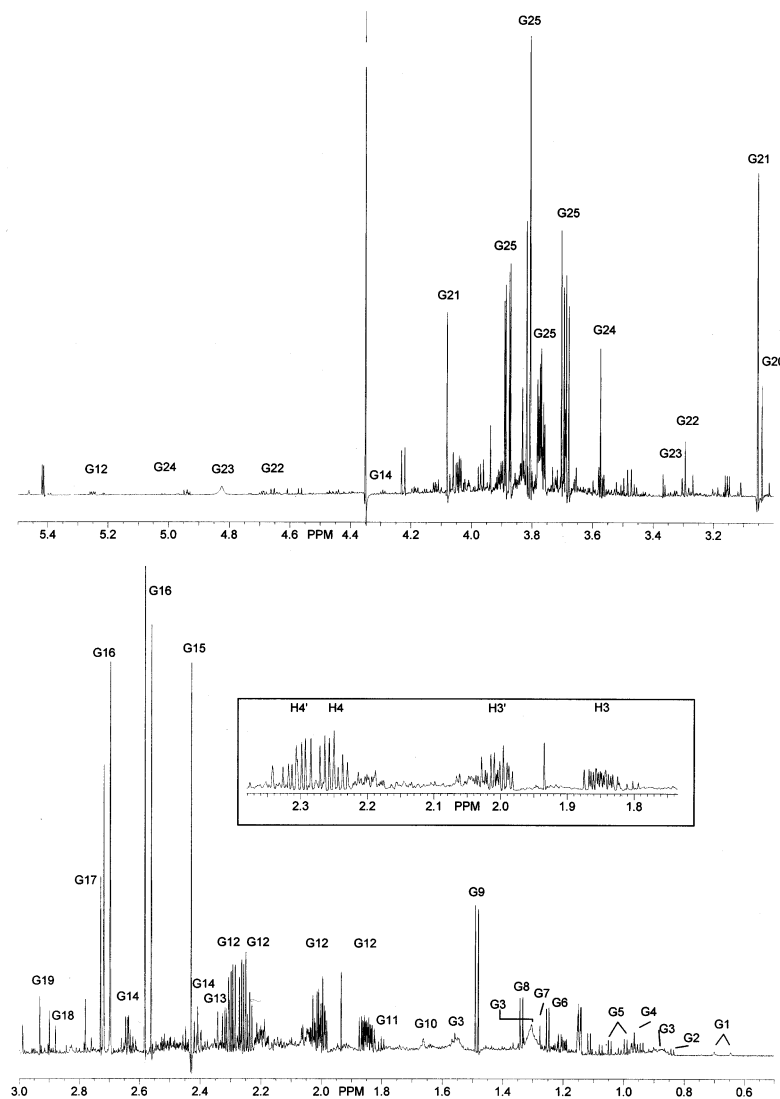 G25
G21
G25
G25
G21
G25
G24
G20
G22
G12 G24 G23 G22 G14 G23
5.4 5.2 5.0 4.8 4.6 PPM 4.4 4.2 4.0 3.8 3.6 3.4 3.2
G16
G16 G15
H4' H4 H3' H3
2.3 2.2 2.1 PPM 2.0 1.9 1.8
G17
G9
G12 G12 G12 G12
G19 G14 G8 G7
G14 G13 G3 G6
G18 G11 G10 G3 G5 G4 G3 G2 G1
3.0 2.8 2.6 2.4 2.2 2.0 PPM 1.8 1.6 1.4 1.2 1.0 0.8 0.6